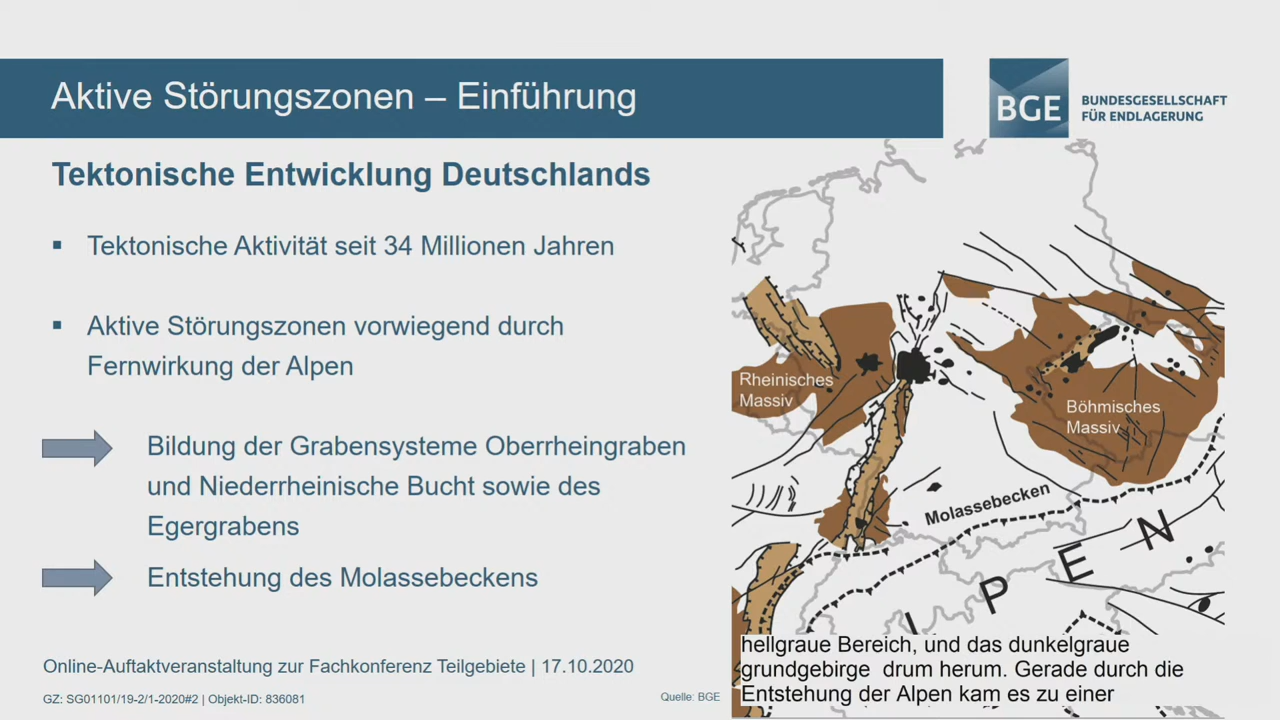 Aktive Störungszonen – Einführung
BGE
BUNDESGESELLSCHAFT
FÜR ENDLAGERUNG
Tektonische Entwicklung Deutschlands
▪ Tektonische Aktivität seit 34 Millionen Jahren
▪ Aktive Störungszonen vorwiegend durch
Fernwirkung der Alpen
Bildung der Grabensysteme Oberrheingraben
und Niederrheinische Bucht sowie des
Egergrabens
Entstehung des Molassebeckens
Rheinisches
Massiv
Böhmisches
Massiv
Molassebecken
P E N
hellgraue Bereich, und das dunkelgraue
grundgebirge drum herum. Gerade durch die
Entstehung der Alpen kam es zu einer
Online-Auftaktveranstaltung zur Fachkonferenz Teilgebiete | 17.10.2020
GZ: SG01101/19-2/1-2020#2 | Objekt-ID: 836081
Quelle: BGE